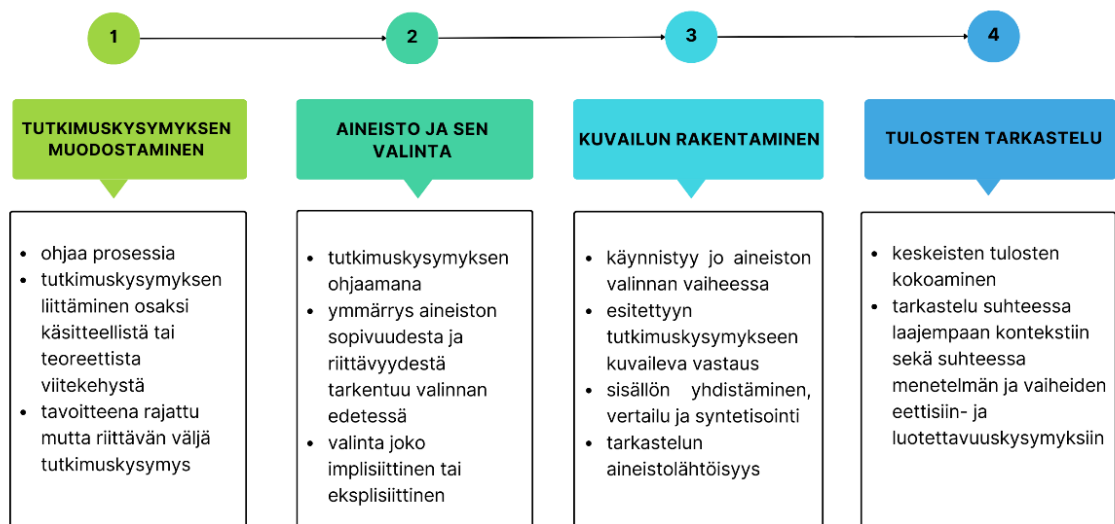 1
2
3
4
TUTKIMUSKYSYMYKSEN
MUODOSTAMINEN
AINEISTO JA SEN
VALINTA
KUVAILUN RAKENTAMINEN
TULOSTEN TARKASTELU
• ohjaa prosessia
• tutkimuskysymyksen
liittäminen osaksi
käsitteellistä tai
teoreettista
viitekehystä
• tavoitteena rajattu
mutta riittävän väljä
tutkimuskysymys
• tutkimuskysymyksen
ohjaamana
• ymmärrys aineiston
sopivuudesta ja
riittävyydestä
tarkentuu valinnan
edetessä
• valinta joko
implisiittinen tai
eksplisiittinen
• käynnistyy jo aineiston
valinnan vaiheessa
• esitettyyn
tutkimuskysymykseen
kuvaileva vastaus
• sisällön yhdistäminen,
vertailu ja syntetisointi
• tarkastelun
aineistolähtöisyys
• keskeisten tulosten
kokoaminen
• tarkastelu suhteessa
laajempaan kontekstiin
sekä suhteessa
menetelmän ja vaiheiden
eettisiin- ja
luotettavuuskysymyksiin